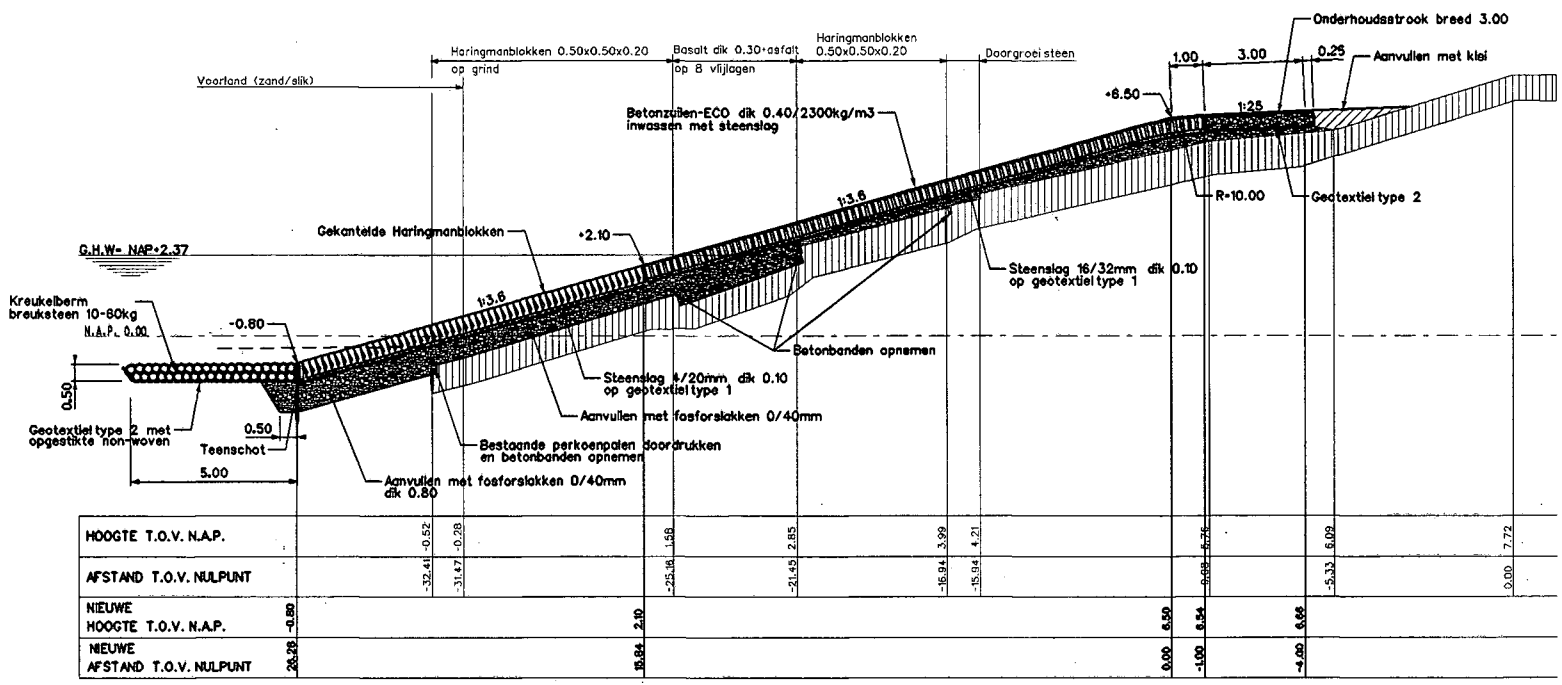 Onderhoudsstrook breed 3.00
Haringmanblokken 0.50x0.50x0.20
op grind
Basalt dik 0.30+asfalt
op 8 vlijlagen
Haringmanblokken
0.50x0.50x0.20
Doorgroeisteen
1.00
3.00
0.25
Aanvullen met klei
Voorland (zand/slik)
+6.50
1:25
Betonzuilen-ECO dik 0.40/2300kg/m3
inwassen met steenslag
1:3.6
R=10.00
Geotextiel type 2
Gekantelde Haringmanblokken
+2.10
G.H.W= NAP+2.37
Steenslag 16/32mm dik 0.10
op geotextiel type 1
Kreukelberm
breuksteen 10-60kg
N.A.P. 0.00
-0.80
1:3.6
Betonbanden opnemen
0.50
Steenslag 4/20mm dik 0.10
op geotextiel type 1
Aanvullen met fosforslakken 0/40mm
Geotextiel type 2 met
opgestikte non-woven
0.50
Teenschot
Bestaande perkoenpalen doordrukken
en betonbanden opnemen
5.00
Aanvullen met fosforslakken 0/40mm
dik 0.80
HOOGTE T.O.V. N.A.P. -0.52 -0.28 1.58 2.85 3.99 4.21 6.09 7.72
AFSTAND T.O.V. NULPUNT -32.41 -31.47 -25.16 -21.45 -16.94 -15.94 -5.33 0.00
NIEUWE
HOOGTE T.O.V. N.A.P. -0.80 2.10 6.50 6.54 6.66
NIEUWE
AFSTAND T.O.V. NULPUNT 26.28 15.84 0.00 -1.00 -4.00